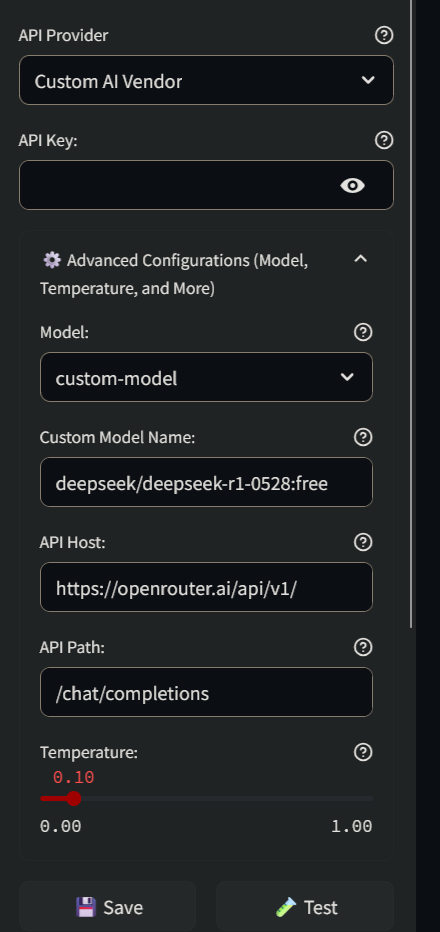 API Provider
Custom AI Vendor
API Key:
Advanced Configurations (Model,
Temperature, and More)
Model:
custom-model
Custom Model Name:
deepseek/deepseek-r1-0528:free
API Host:
https://openrouter.ai/api/v1/
API Path:
/chat/completions
Temperature:
0.10
0.00 1.00
Save Test